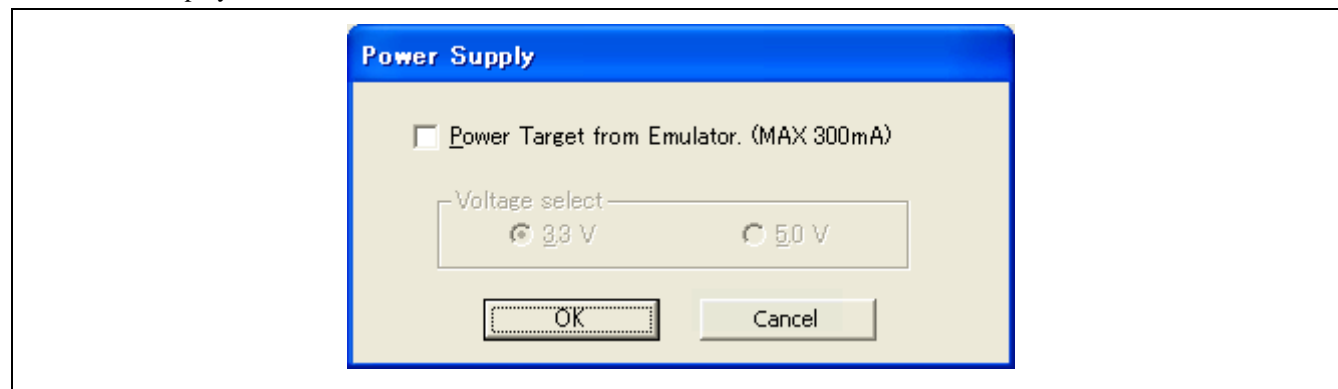 Power Supply
Power Target from Emulator. (MAX 300mA)
Voltage select
3.3 V
5.0 V
OK
Cancel